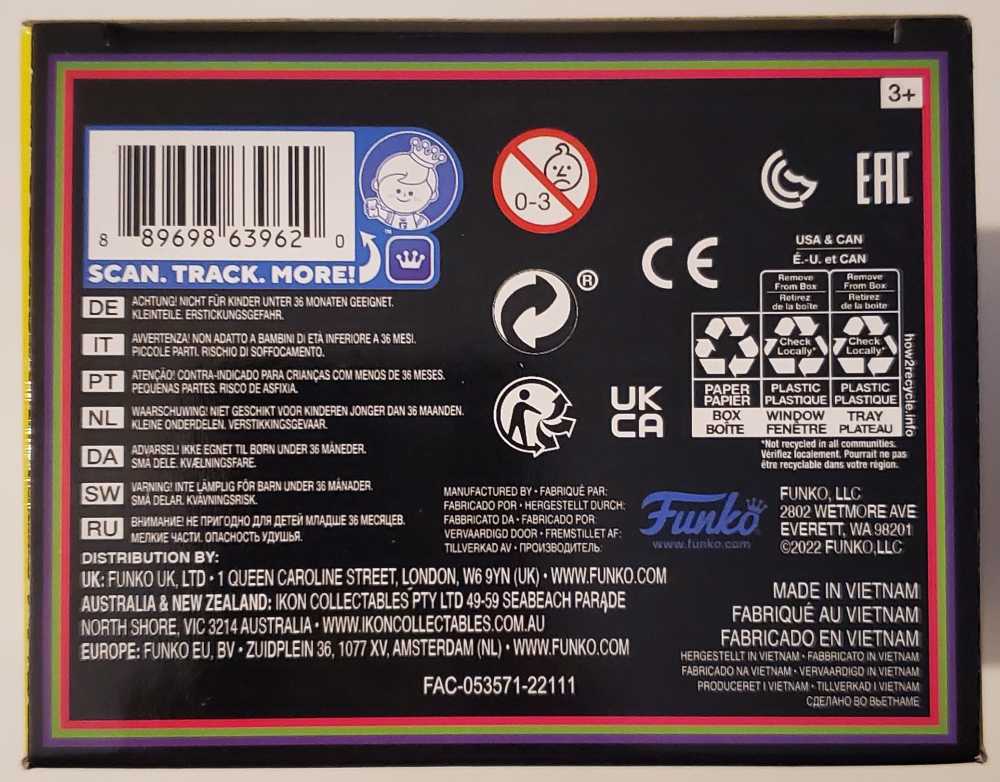 3+
8 89698 63962 0
™
SCAN. TRACK. MORE!
0-3
®
CE
EAC
UK
CA
USA & CAN
É.-U. et CAN
Remove
From Box
Retirez
de la boîte
Remove
From Box
Retirez
de la boîte
Check
Locally*
Check
Locally*
PAPER
PAPIER
PLASTIC
PLASTIQUE
PLASTIC
PLASTIQUE
BOX
BOÎTE
WINDOW
FENÊTRE
TRAY
PLATEAU
how2recycle.info
*Not recycled in all communities.
Vérifiez localement. Pourrait ne pas
être recyclable dans votre région.
DE ACHTUNG! NICHT FÜR KINDER UNTER 36 MONATEN GEEIGNET.
KLEINTEILE. ERSTICKUNGSGEFAHR.
IT AVVERTENZA! NON ADATTO A BAMBINI DI ETÀ INFERIORE A 36 MESI.
PICCOLE PARTI. RISCHIO DI SOFFOCAMENTO.
PT ATENÇÃO! CONTRA-INDICADO PARA CRIANÇAS COM MENOS DE 36 MESES.
PEQUENAS PARTES. RISCO DE ASFIXIA.
NL WAARSCHUWING! NIET GESCHIKT VOOR KINDEREN JONGER DAN 36 MAANDEN.
KLEINE ONDERDELEN. VERSTIKKINGSGEVAAR.
DA ADVARSEL! IKKE EGNET TIL BØRN UNDER 36 MÅNEDER.
SMÅ DELE. KVÆLNINGSFARE.
SW VARNING! INTE LÄMPLIG FÖR BARN UNDER 36 MÅNADER.
SMÅ DELAR. KVÄVNINGSRISK.
RU ВНИМАНИЕ! НЕ ПРИГОДНО ДЛЯ ДЕТЕЙ МЛАДШЕ 36 МЕСЯЦЕВ.
МЕЛКИЕ ЧАСТИ. ОПАСНОСТЬ УДУШЬЯ.
MANUFACTURED BY • FABRIQUÉ PAR:
FABRICADO POR • HERGESTELLT DURCH:
FABBRICATO DA • FABRICADO POR:
VERVAARDIGD DOOR • FREMSTILLET AF:
TILLVERKAD AV • ПРОИЗВОДИТЕЛЬ:
Funko
www.funko.com
FUNKO, LLC
2802 WETMORE AVE
EVERETT, WA 98201
©2022 FUNKO,LLC
DISTRIBUTION BY:
UK: FUNKO UK, LTD • 1 QUEEN CAROLINE STREET, LONDON, W6 9YN (UK) • WWW.FUNKO.COM
AUSTRALIA & NEW ZEALAND: IKON COLLECTABLES PTY LTD 49-59 SEABEACH PARADE
NORTH SHORE, VIC 3214 AUSTRALIA • WWW.IKONCOLLECTABLES.COM.AU
EUROPE: FUNKO EU, BV • ZUIDPLEIN 36, 1077 XV, AMSTERDAM (NL) • WWW.FUNKO.COM
MADE IN VIETNAM
FABRIQUÉ AU VIETNAM
FABRICADO EN VIETNAM
HERGESTELLT IN VIETNAM • FABBRICATO IN VIETNAM
FABRICADO NA VIETNAM • VERVAARDIGD IN VIETNAM
PRODUCERET I VIETNAM • TILLVERKAD I VIETNAM
СДЕЛАНО ВО ВЬЕТНАМЕ
FAC-053571-22111